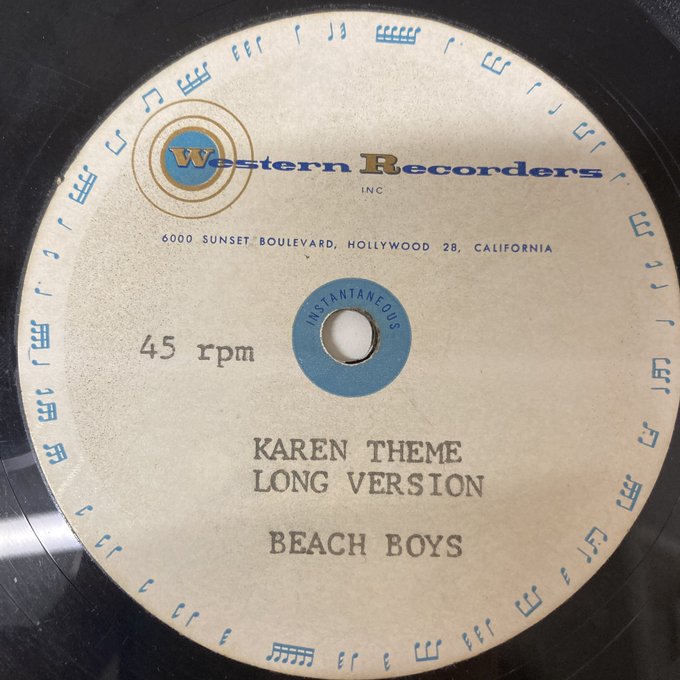 Western Recorders
INC
6000 SUNSET BOULEVARD, HOLLYWOOD 28, CALIFORNIA
INSTANTANEOUS
45 rpm
KAREN THEME
LONG VERSION
BEACH BOYS